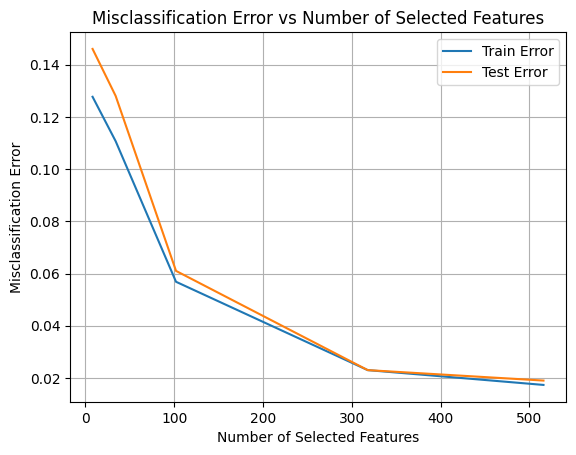 Misclassification Error vs Number of Selected Features
Train Error
Test Error
Misclassification Error
0.14
0.12
0.10
0.08
0.06
0.04
0.02
0
100
200
300
400
500
Number of Selected Features